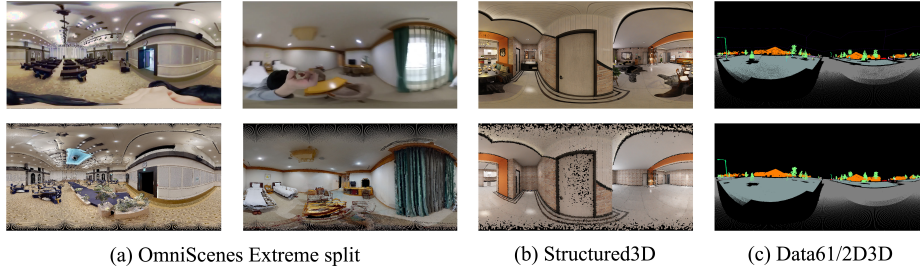 (a) OmniScenes Extreme split
(b) Structured3D
(c) Data61/2D3D